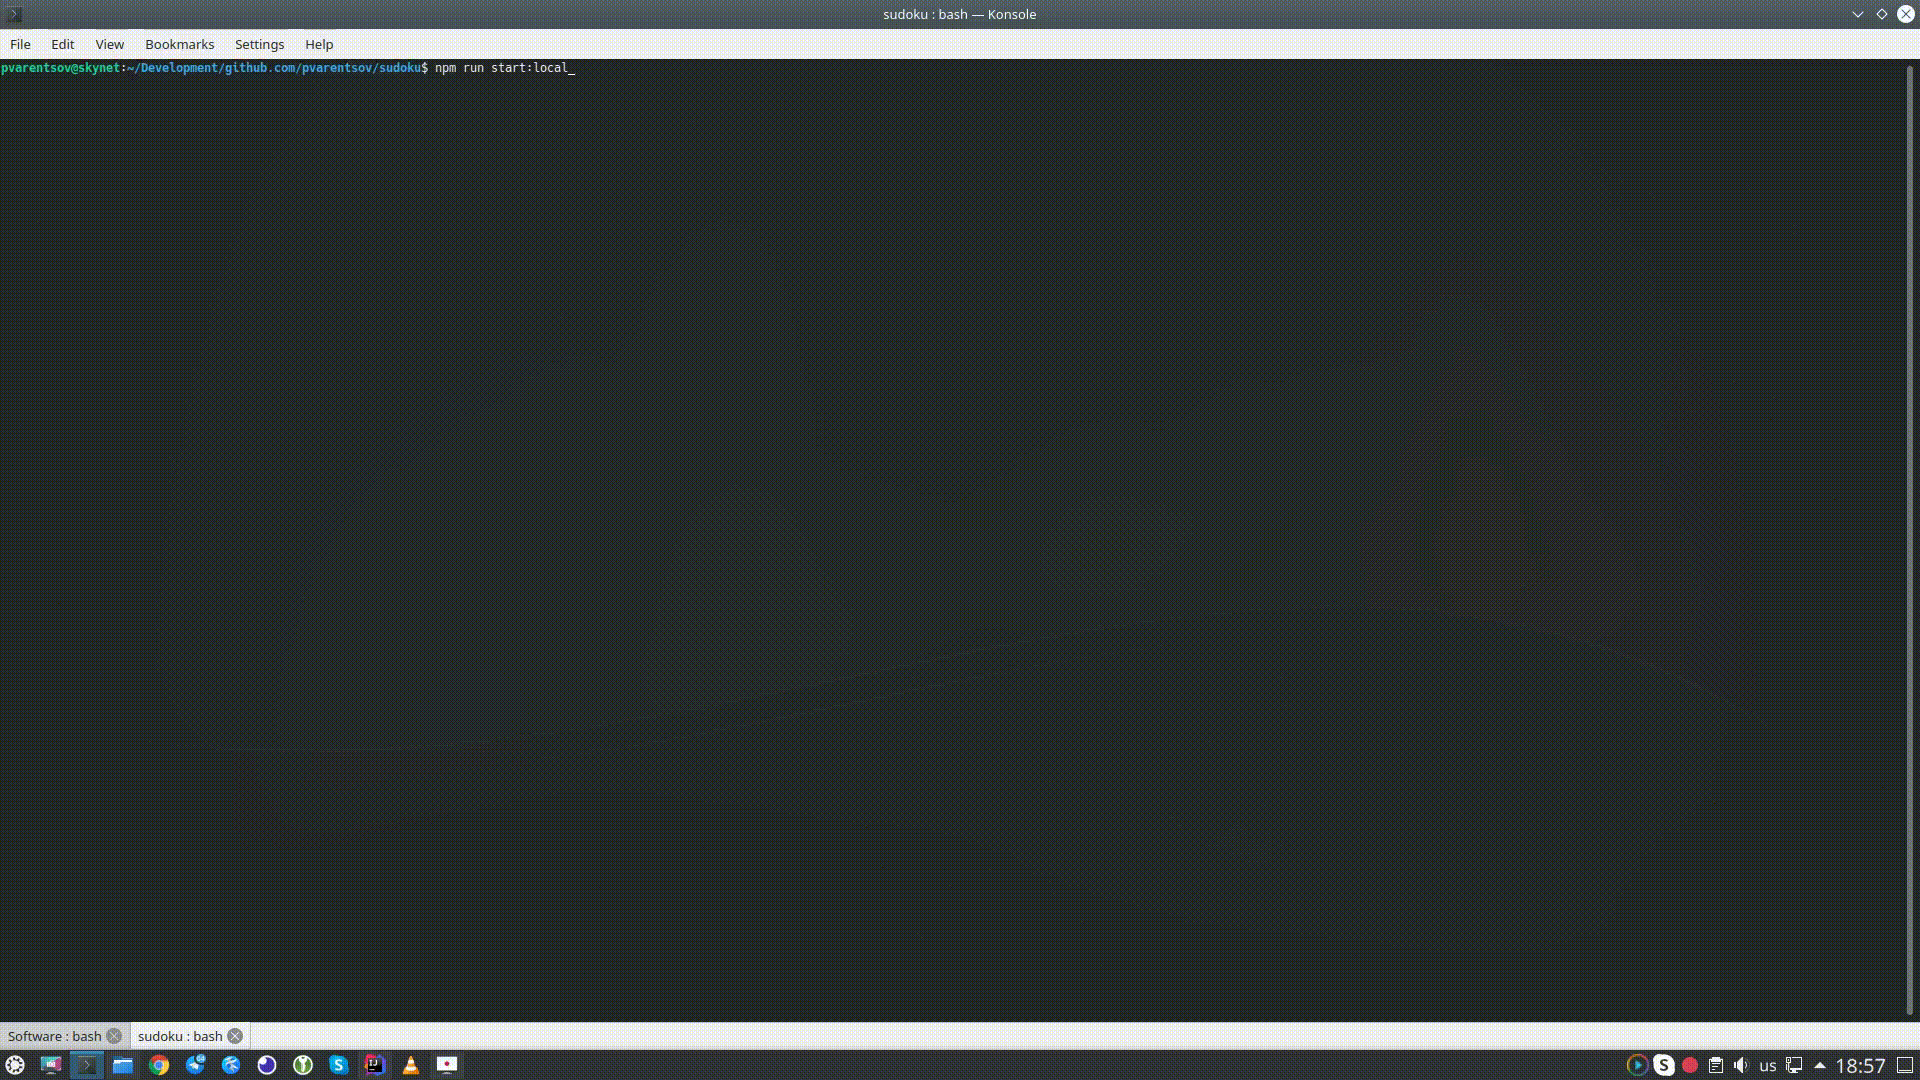 sudoku : bash — Konsole
File Edit View Bookmarks Settings Help
pvarentsov@skynet:~/Development/github.com/pvarentsov/sudoku$ npm run start:local_
Software : bash sudoku : bash
us 18:57